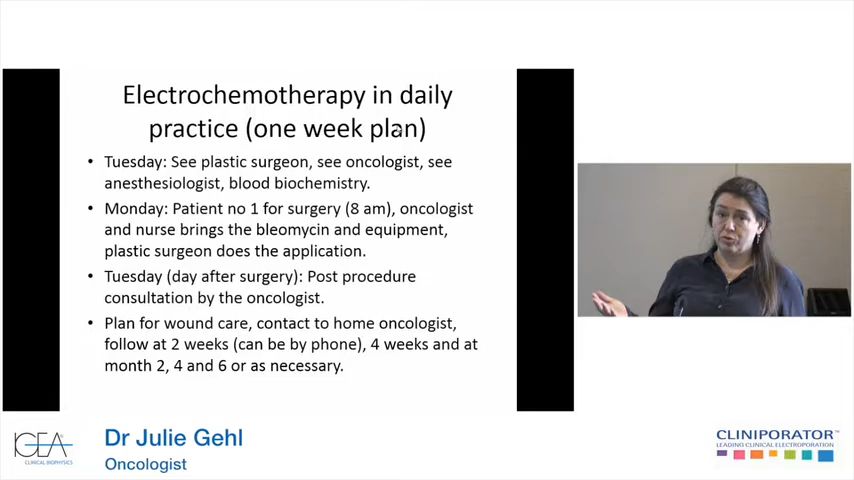 Electrochemotherapy in daily
practice (one week plan)
• Tuesday: See plastic surgeon, see oncologist, see
anesthesiologist, blood biochemistry.
• Monday: Patient no 1 for surgery (8 am), oncologist
and nurse brings the bleomycin and equipment,
plastic surgeon does the application.
• Tuesday (day after surgery): Post procedure
consultation by the oncologist.
• Plan for wound care, contact to home oncologist,
follow at 2 weeks (can be by phone), 4 weeks and at
month 2, 4 and 6 or as necessary.
IGEA
CLINICAL BIOPHYSICS
Dr Julie Gehl
Oncologist
CLINIPORATOR™
LEADING CLINICAL ELECTROPORATION